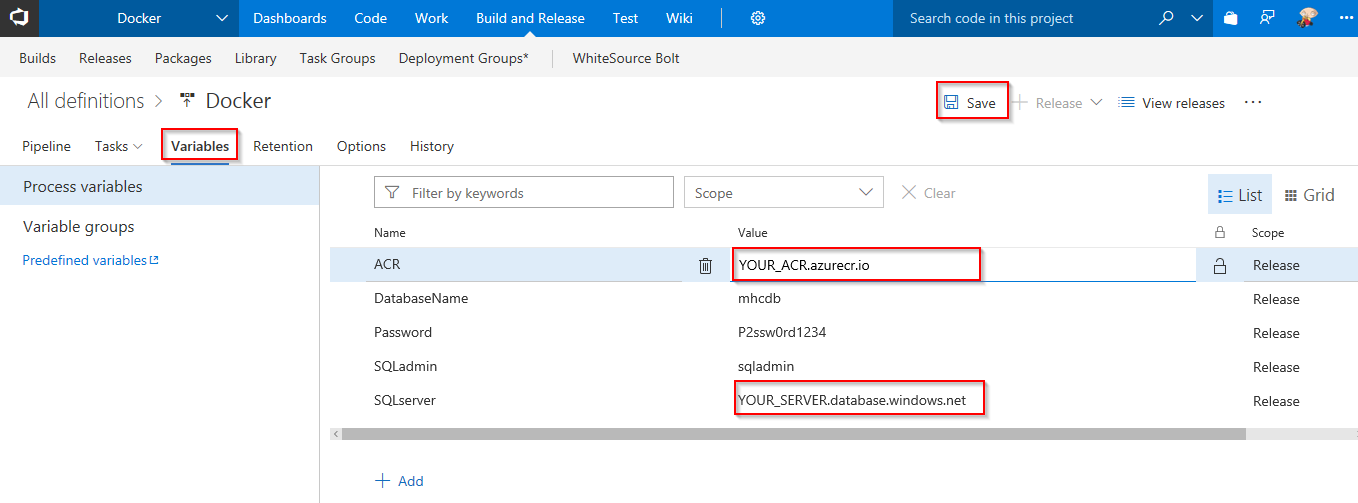 Docker Dashboards Code Work Build and Release Test Wiki Search code in this project
Builds Releases Packages Library Task Groups Deployment Groups* WhiteSource Bolt
All definitions > Docker Save + Release View releases ...
Pipeline Tasks Variables Retention Options History
Process variables
Variable groups
Predefined variables
Filter by keywords Scope Clear List Grid
Name Value Scope
ACR YOUR_ACR.azurecr.io Release
DatabaseName mhcdb Release
Password P2ssw0rd1234 Release
SQLadmin sqladmin Release
SQLserver YOUR_SERVER.database.windows.net Release
+ Add